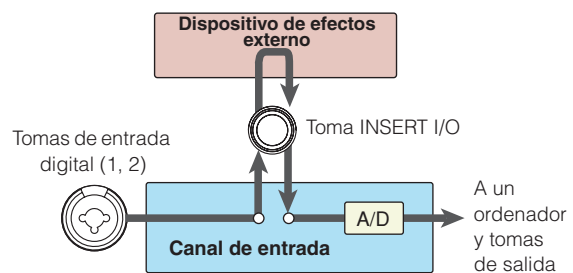 Dispositivo de efectos
externo
Toma INSERT I/O
Tomas de entrada
digital (1, 2)
A/D
Canal de entrada
A un
ordenador
y tomas
de salida